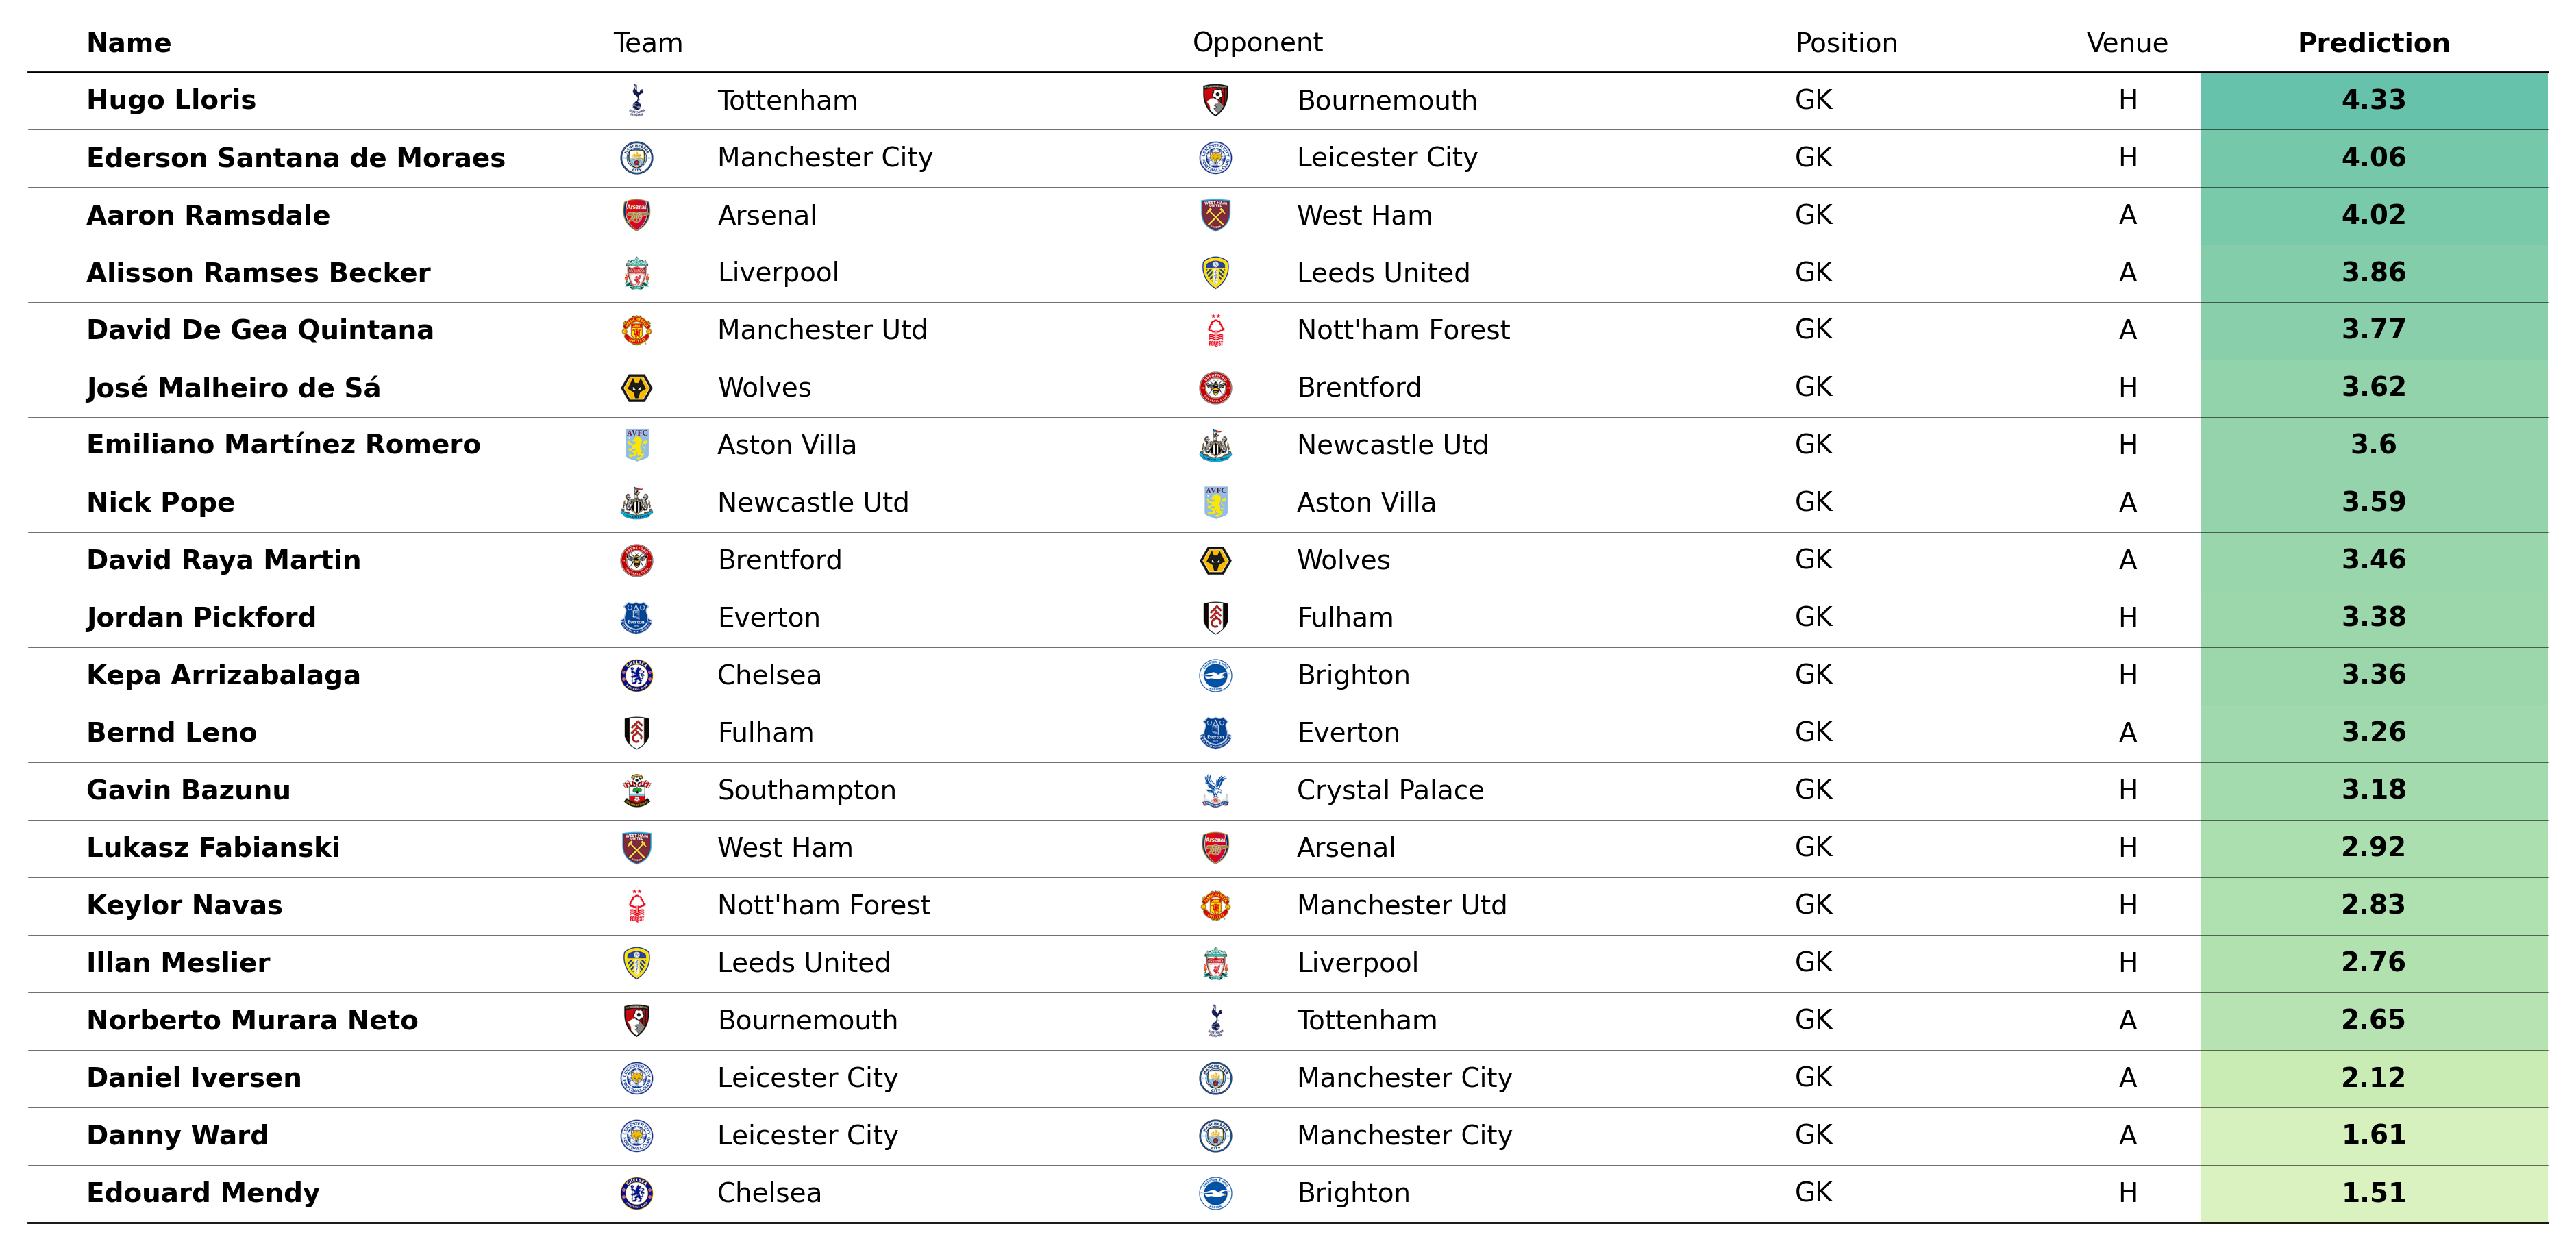 Name Team Opponent Position Venue Prediction
Hugo Lloris Tottenham Bournemouth GK H 4.33
Ederson Santana de Moraes Manchester City Leicester City GK H 4.06
Aaron Ramsdale Arsenal West Ham GK A 4.02
Alisson Ramses Becker Liverpool Leeds United GK A 3.86
David De Gea Quintana Manchester Utd Nott'ham Forest GK A 3.77
José Malheiro de Sá Wolves Brentford GK H 3.62
Emiliano Martínez Romero Aston Villa Newcastle Utd GK H 3.6
Nick Pope Newcastle Utd Aston Villa GK A 3.59
David Raya Martin Brentford Wolves GK A 3.46
Jordan Pickford Everton Fulham GK H 3.38
Kepa Arrizabalaga Chelsea Brighton GK H 3.36
Bernd Leno Fulham Everton GK A 3.26
Gavin Bazunu Southampton Crystal Palace GK H 3.18
Lukasz Fabianski West Ham Arsenal GK H 2.92
Keylor Navas Nott'ham Forest Manchester Utd GK H 2.83
Illan Meslier Leeds United Liverpool GK H 2.76
Norberto Murara Neto Bournemouth Tottenham GK A 2.65
Daniel Iversen Leicester City Manchester City GK A 2.12
Danny Ward Leicester City Manchester City GK A 1.61
Edouard Mendy Chelsea Brighton GK H 1.51